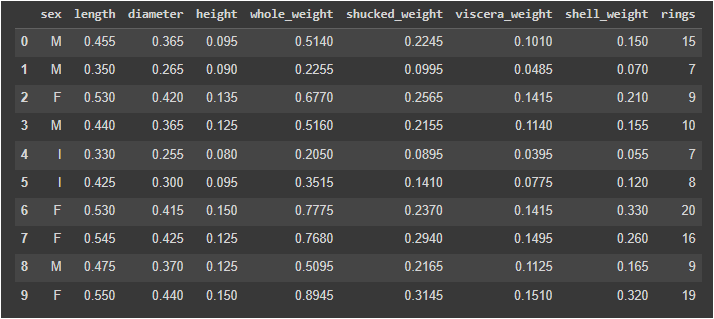 sex length diameter height whole_weight shucked_weight viscera_weight shell_weight rings
0 M 0.455 0.365 0.095 0.5140 0.2245 0.1010 0.150 15
1 M 0.350 0.265 0.090 0.2255 0.0995 0.0485 0.070 7
2 F 0.530 0.420 0.135 0.6770 0.2565 0.1415 0.210 9
3 M 0.440 0.365 0.125 0.5160 0.2155 0.1140 0.155 10
4 I 0.330 0.255 0.080 0.2050 0.0895 0.0395 0.055 7
5 I 0.425 0.300 0.095 0.3515 0.1410 0.0775 0.120 8
6 F 0.530 0.415 0.150 0.7775 0.2370 0.1415 0.330 20
7 F 0.545 0.425 0.125 0.7680 0.2940 0.1495 0.260 16
8 M 0.475 0.370 0.125 0.5095 0.2165 0.1125 0.165 9
9 F 0.550 0.440 0.150 0.8945 0.3145 0.1510 0.320 19